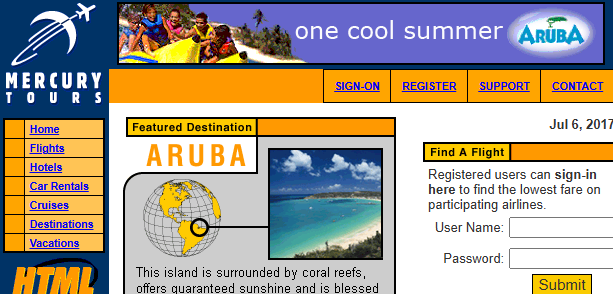 one cool summer ARUBA
MERCURY
TOURS
SIGN-ON REGISTER SUPPORT CONTACT
Home
Flights
Hotels
Car Rentals
Cruises
Destinations
Vacations
HTML
Featured Destination
ARUBA
This island is surrounded by coral reefs,
offers guaranteed sunshine and is blessed
Jul 6, 2017
Find A Flight
Registered users can sign-in
here to find the lowest fare on
participating airlines.
User Name:
Password:
Submit